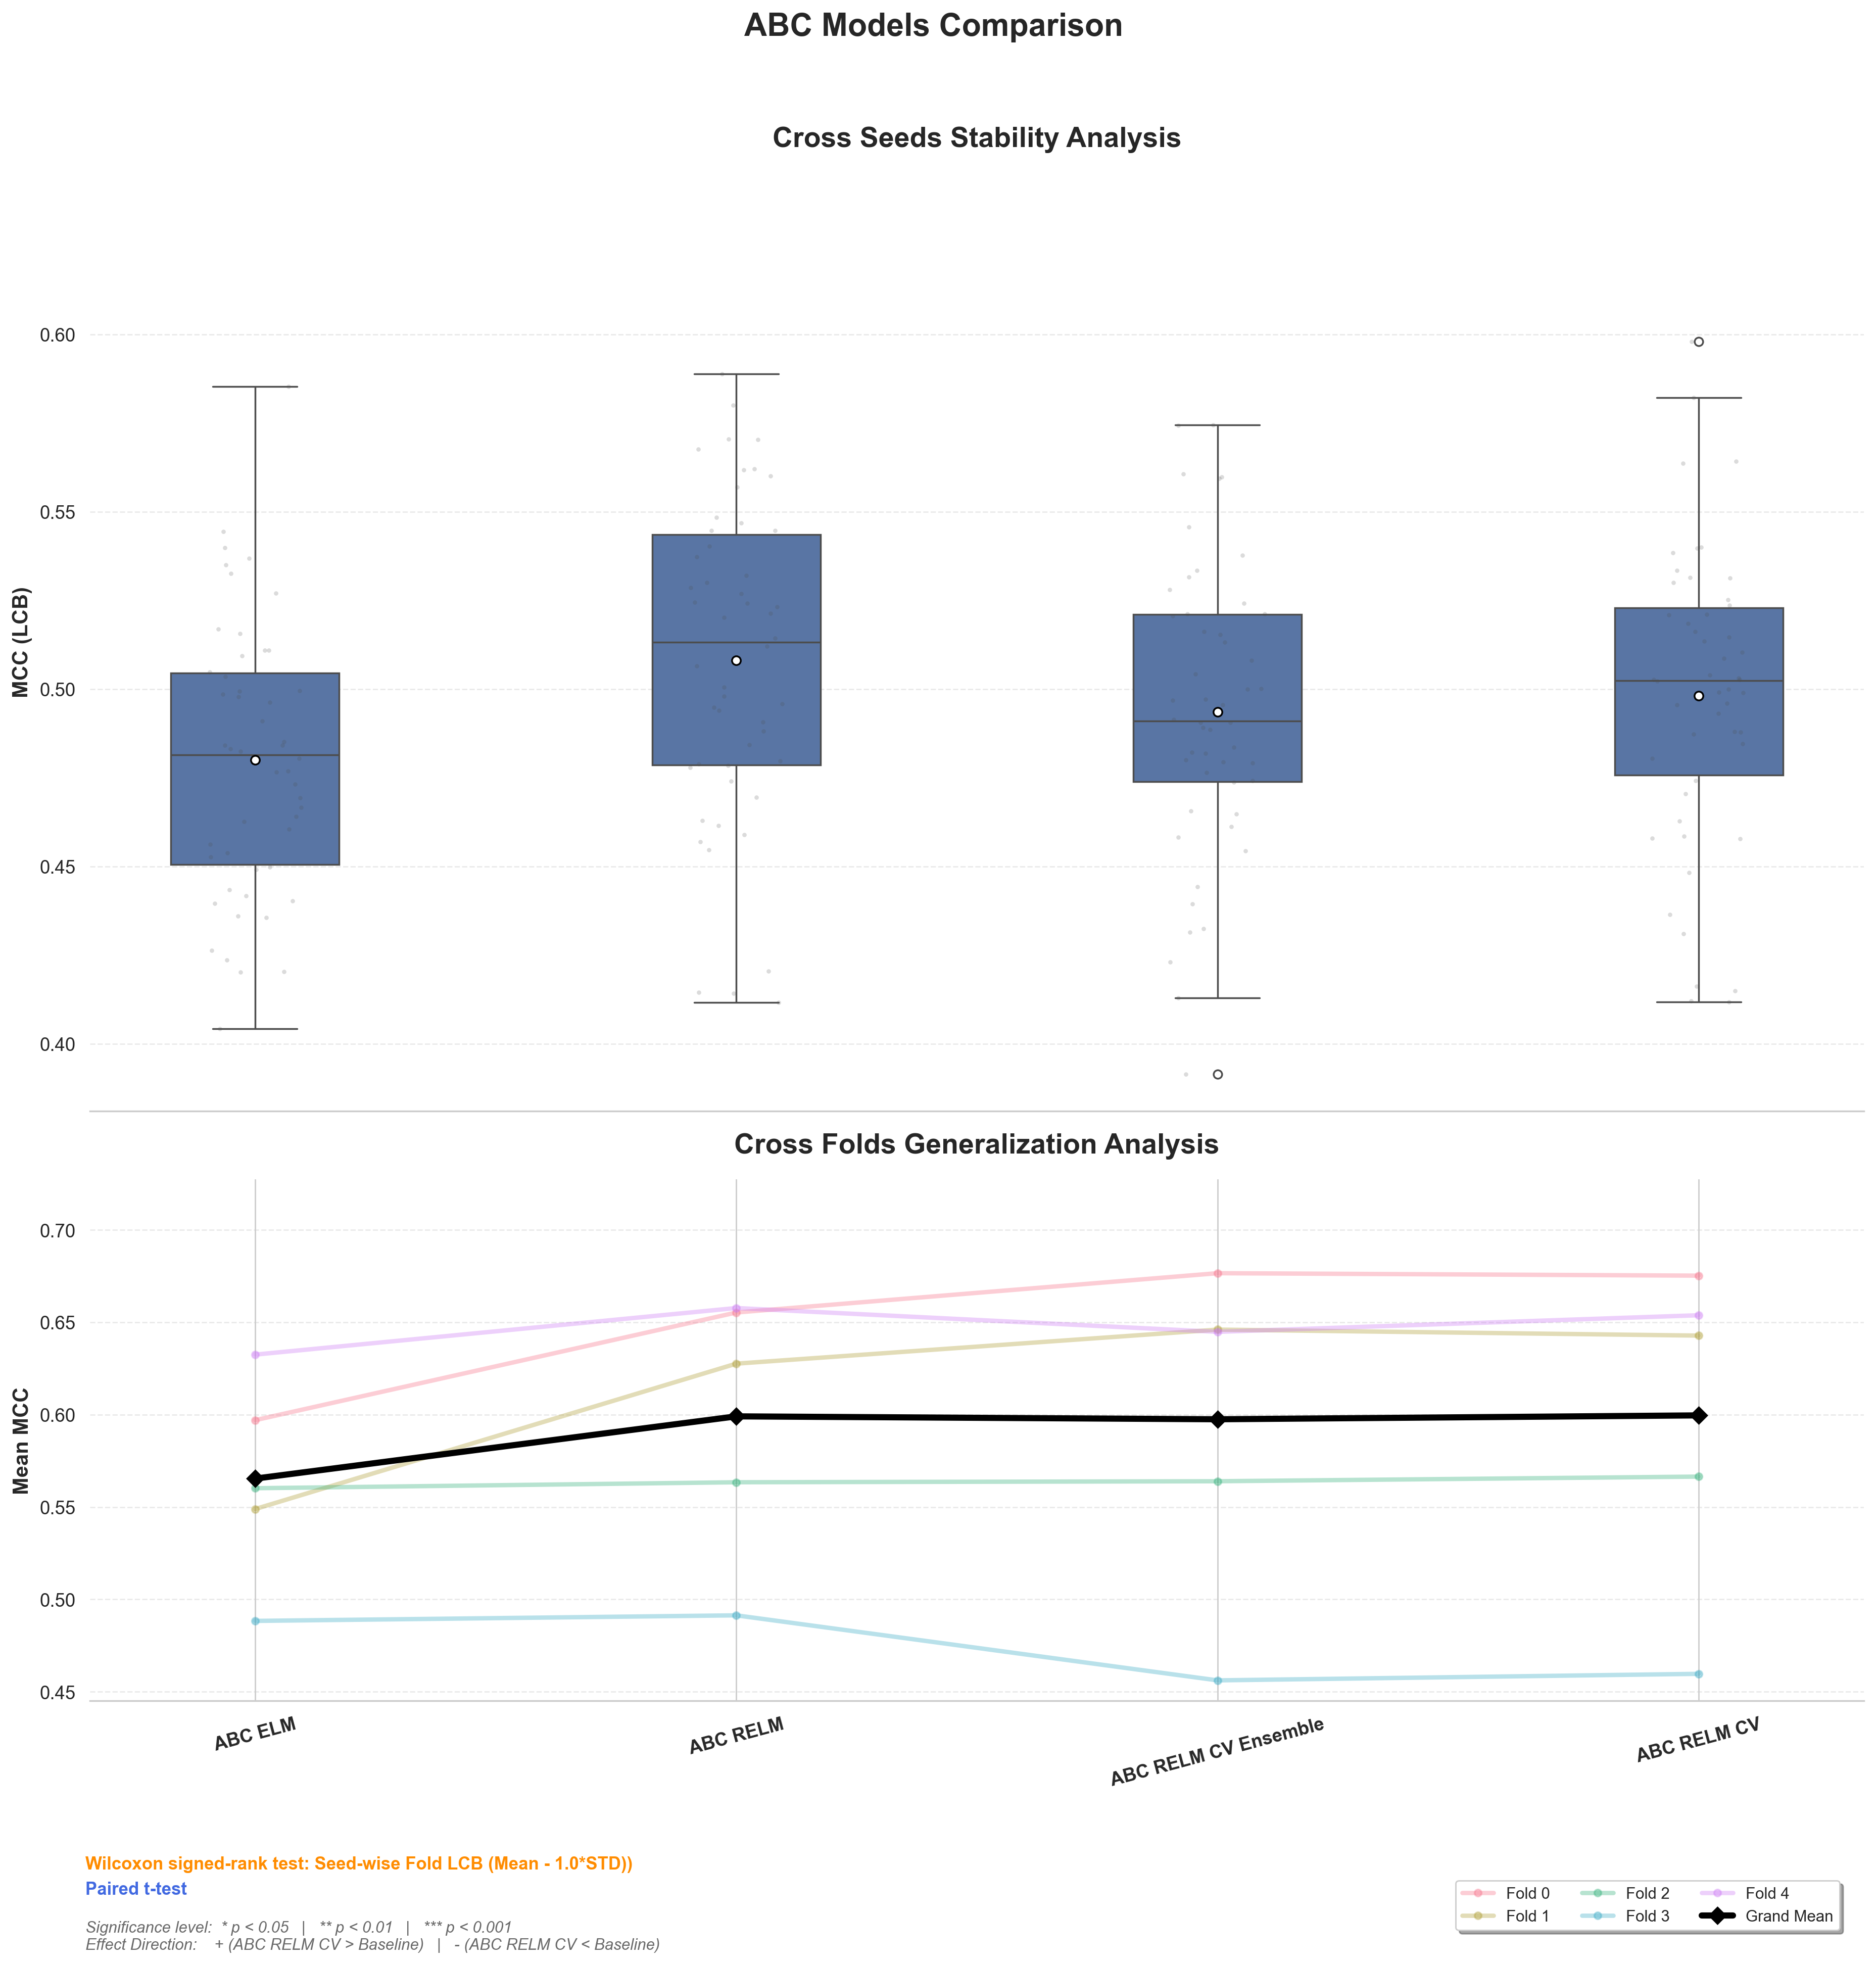 ABC Models Comparison
Cross Seeds Stability Analysis
0.60
0.55
0.50
0.45
0.40
MCC (LCB)
Cross Folds Generalization Analysis
0.70
0.65
0.60
0.55
0.50
0.45
Mean MCC
ABC ELM
ABC RELM
ABC RELM CV Ensemble
ABC RELM CV
Wilcoxon signed-rank test: Seed-wise Fold LCB (Mean - 1.0*STD))
Paired t-test
Significance level: * p < 0.05 | ** p < 0.01 | *** p < 0.001
Effect Direction: + (ABC RELM CV > Baseline) | - (ABC RELM CV < Baseline)
Fold 0 Fold 2 Fold 4
Fold 1 Fold 3 Grand Mean